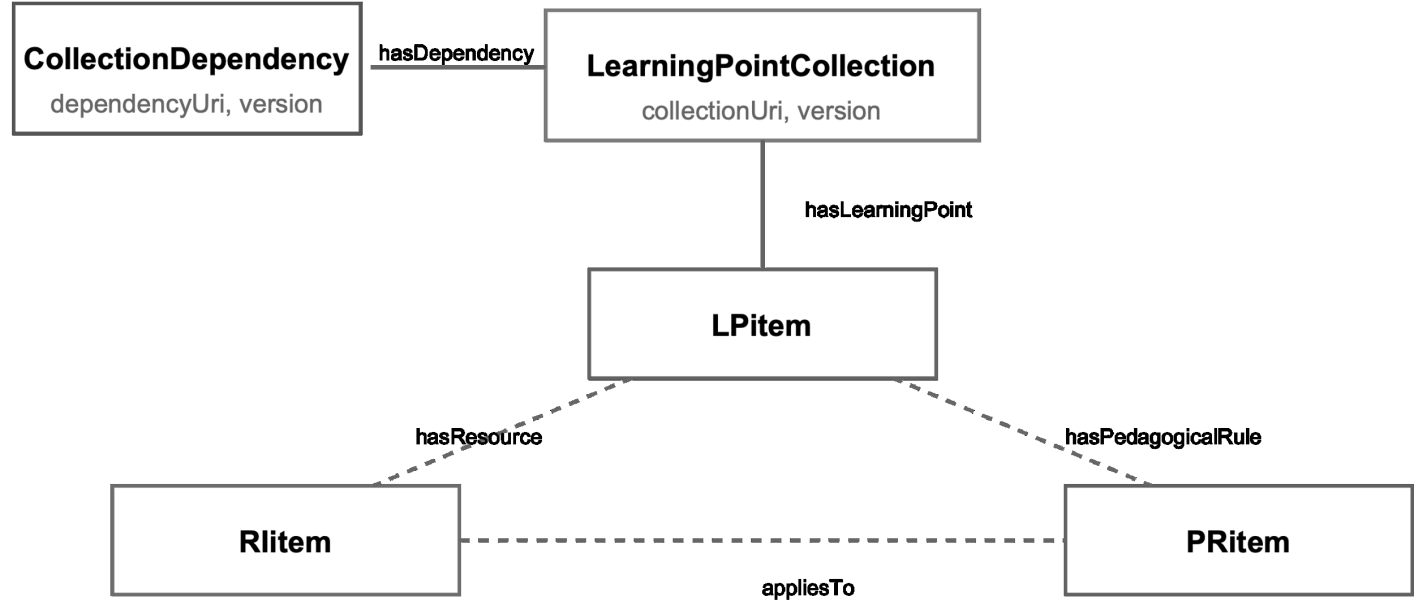 CollectionDependency
dependencyUri, version
hasDependency
LearningPointCollection
collectionUri, version
hasLearningPoint
LPitem
hasResource
hasPedagogicalRule
RIitem
PRitem
appliesTo